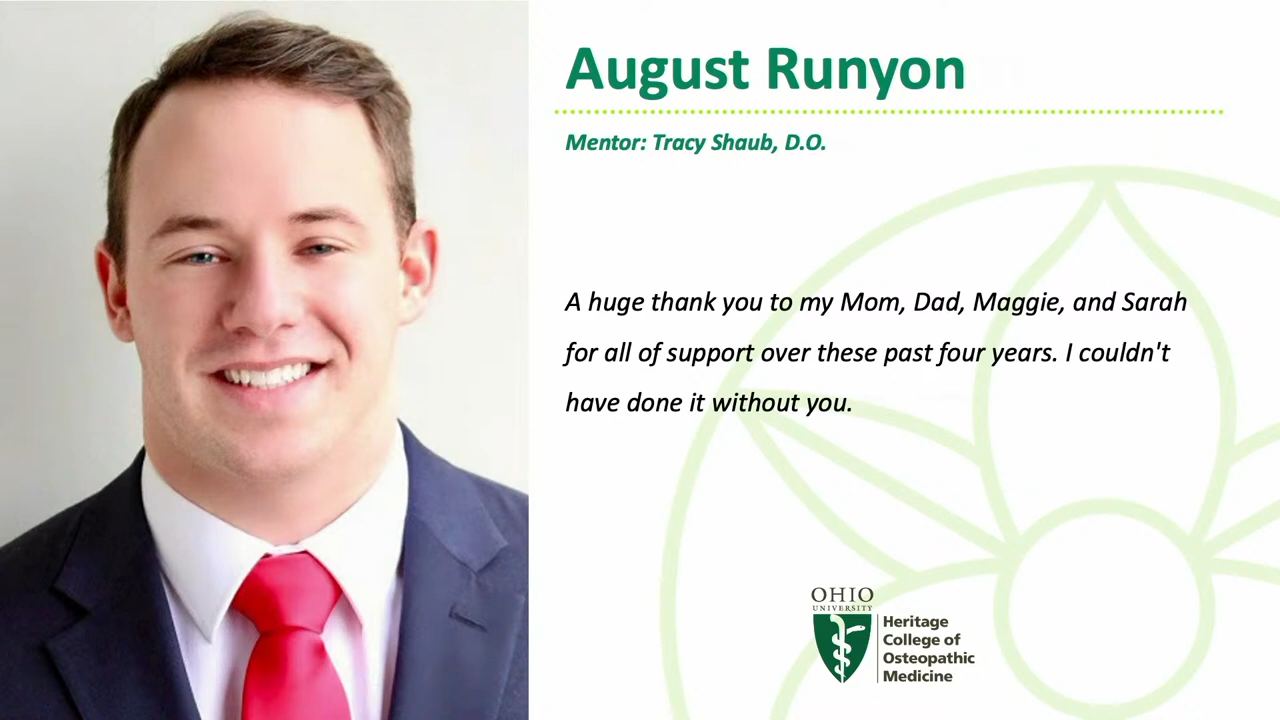 August Runyon
Mentor: Tracy Shaub, D.O.
A huge thank you to my Mom, Dad, Maggie, and Sarah
for all of support over these past four years. I couldn't
have done it without you.
OHIO
UNIVERSITY
Heritage
College of
Osteopathic
Medicine